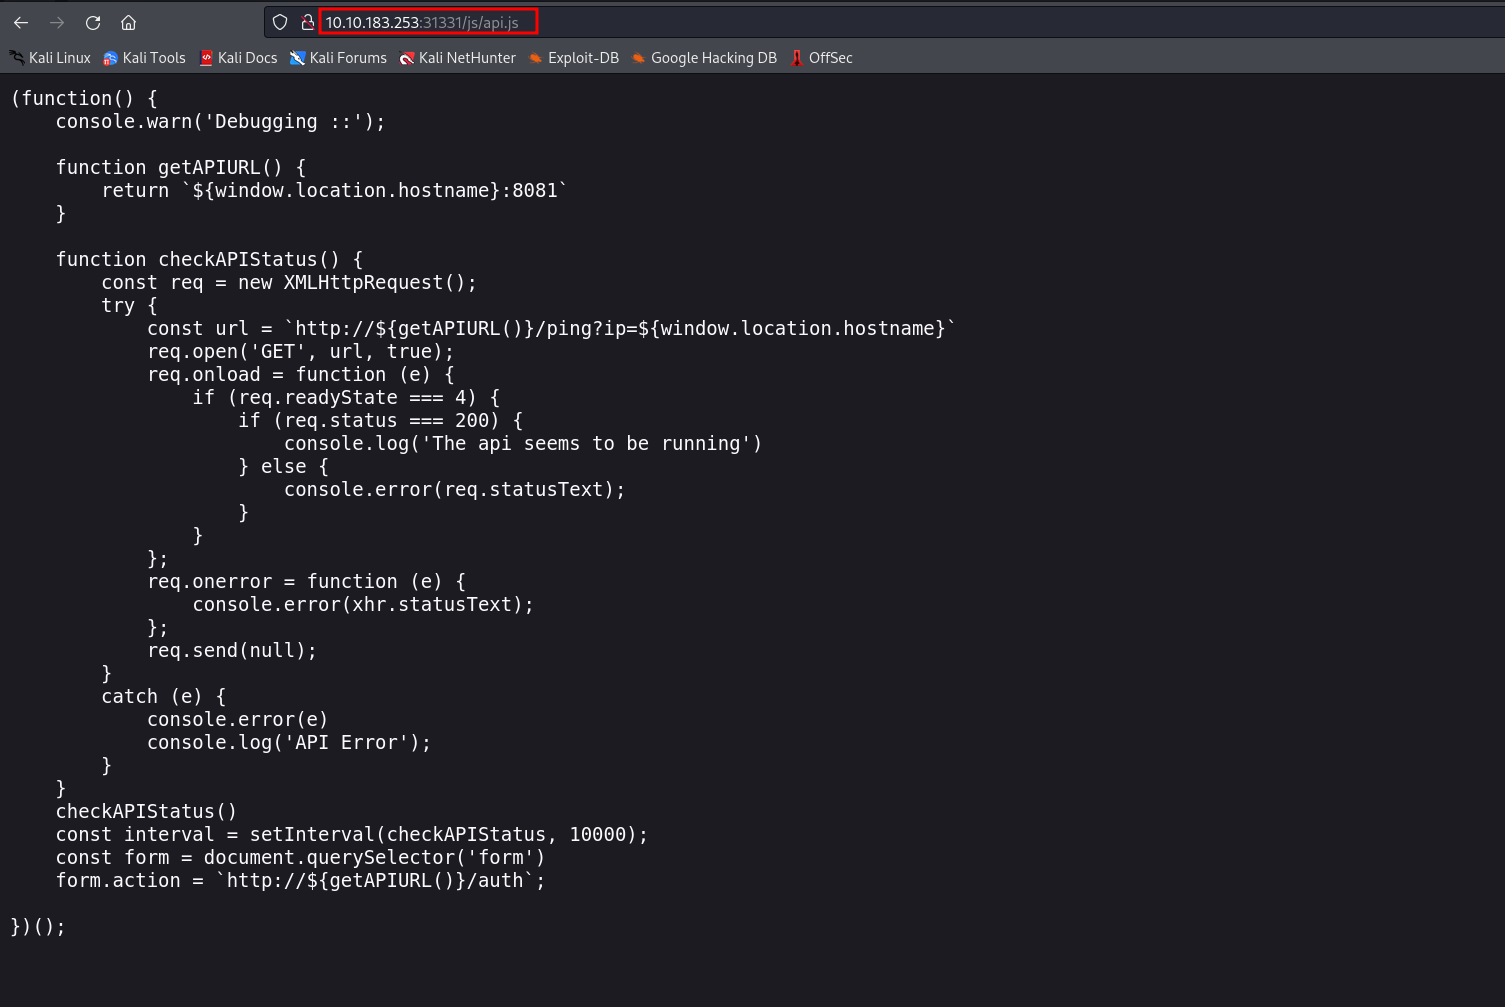 10.10.183.253:31331/js/api.js
Kali Linux Kali Tools Kali Docs Kali Forums Kali NetHunter Exploit-DB Google Hacking DB OffSec
(function() {
    console.warn('Debugging ::');

    function getAPIURL() {
        return `${window.location.hostname}:8081`
    }

    function checkAPIStatus() {
        const req = new XMLHttpRequest();
        try {
            const url = `http://${getAPIURL()}/ping?ip=${window.location.hostname}`
            req.open('GET', url, true);
            req.onload = function (e) {
                if (req.readyState === 4) {
                    if (req.status === 200) {
                        console.log('The api seems to be running')
                    } else {
                        console.error(req.statusText);
                    }
                }
            };
            req.onerror = function (e) {
                console.error(xhr.statusText);
            };
            req.send(null);
        }
        catch (e) {
            console.error(e)
            console.log('API Error');
        }
    }
    checkAPIStatus()
    const interval = setInterval(checkAPIStatus, 10000);
    const form = document.querySelector('form')
    form.action = `http://${getAPIURL()}/auth`;

})();